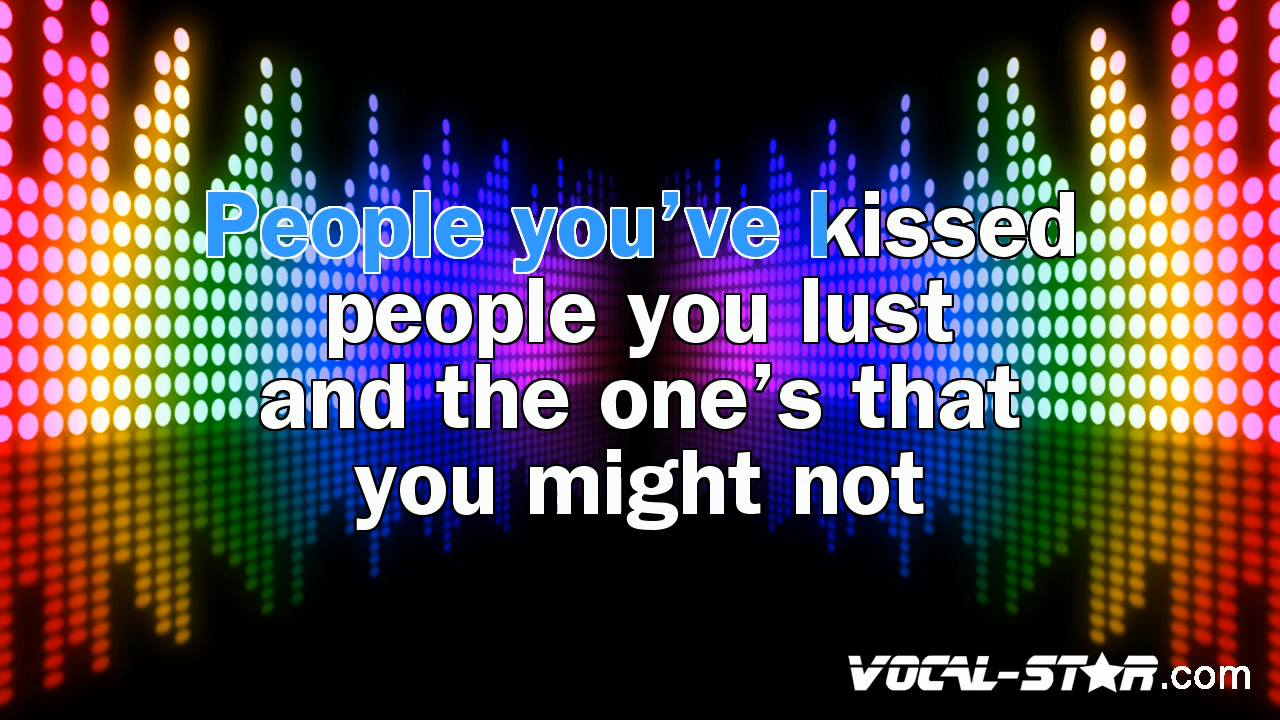 People you’ve kissed
people you lust
and the one’s that
you might not
VOCAL-STAR.com